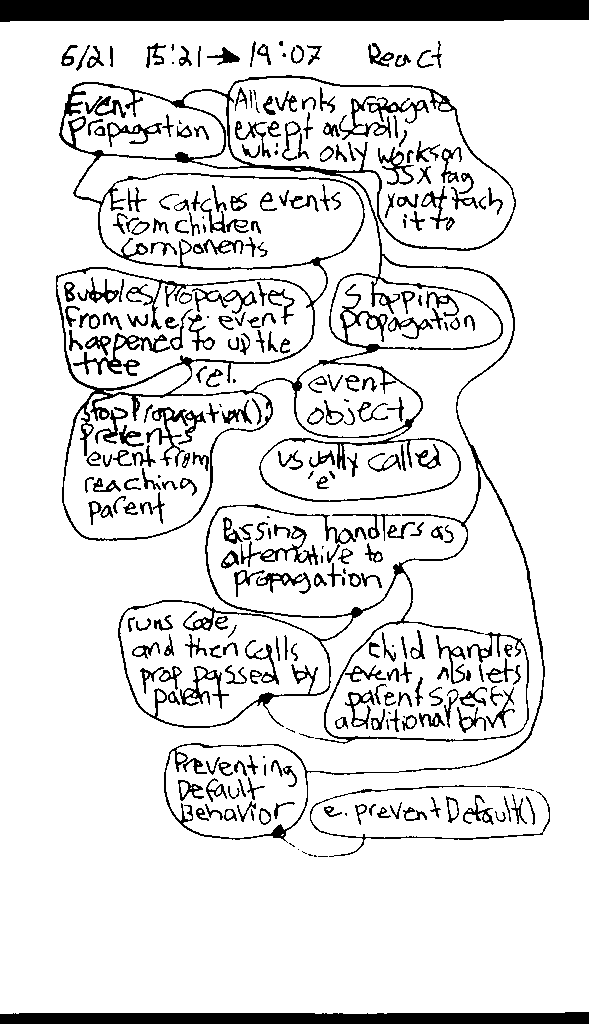 6/21 15:21→19:07 React
Event
Propagation
All events propagate
except onScroll,
which only works on
JSX tag
you attach
it to
EH catches events
from children
components
Bubbles/Propagates
from where event
happened to up the
tree
Stopping
propagation
rel.
event
object
stopPropagation();
Prevents
event from
reaching
parent
usually called
'e'
Passing handlers as
alternative to
propagation
runs code,
and then calls
prop passed by
parent
child handles
event, also lets
parent specify
additional bhvr
Preventing
Default
Behavior
e.preventDefault()